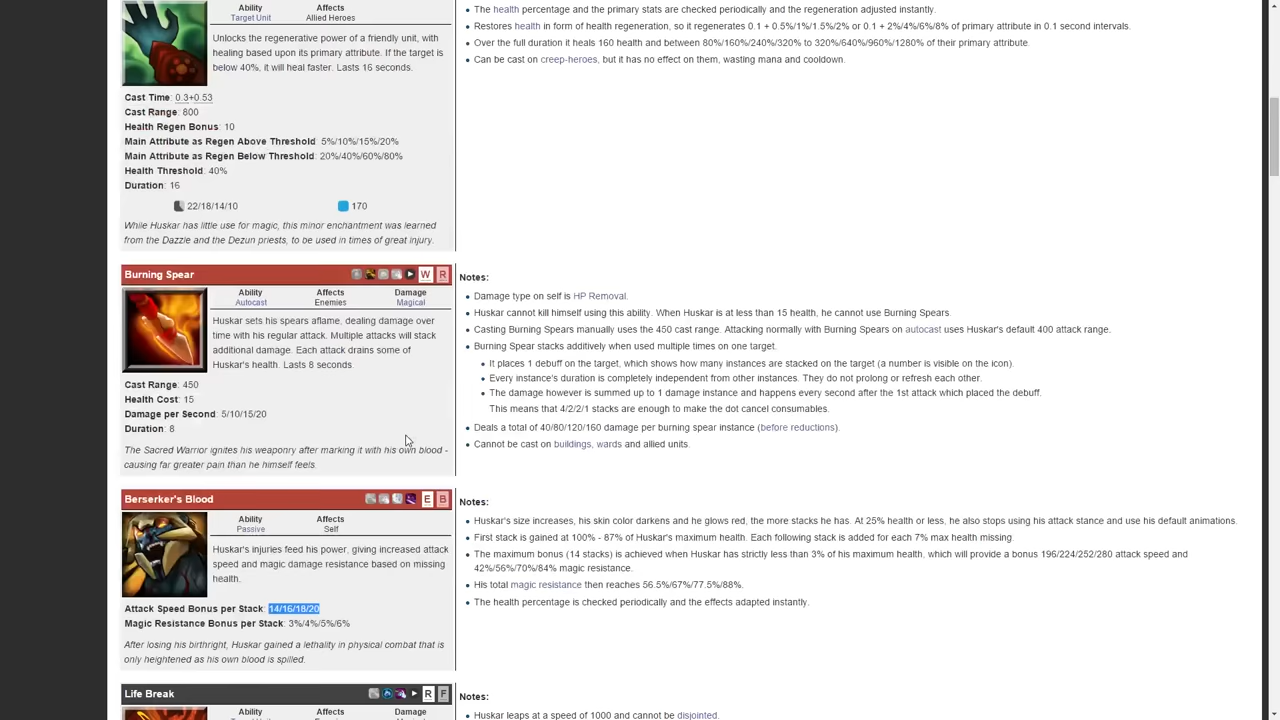 Ability Affects
Target Unit Allied Heroes
Unlocks the regenerative power of a friendly unit, with
healing based upon its primary attribute. If the target is
below 40%, it will heal faster. Lasts 16 seconds.
Cast Time: 0.3+0.53
Cast Range: 800
Health Regen Bonus: 10
Main Attribute as Regen Above Threshold: 5%/10%/15%/20%
Main Attribute as Regen Below Threshold: 20%/40%/60%/80%
Health Threshold: 40%
Duration: 16
22/18/14/10 170
While Huskar has little use for magic, this minor enchantment was learned
from the Dazzle and the Dezun priests, to be used in times of great injury.
The health percentage and the primary stats are checked periodically and the regeneration adjusted instantly.
Restores health in form of health regeneration, so it regenerates 0.1 + 0.5%/1%/1.5%/2% or 0.1 + 2%/4%/6%/8% of primary attribute in 0.1 second intervals.
Over the full duration it heals 160 health and between 80%/160%/240%/320% to 320%/640%/960%/1280% of their primary attribute.
Can be cast on creep-heroes, but it has no effect on them, wasting mana and cooldown.
Burning Spear W R
Ability Affects Damage
Autocast Enemies Magical
Huskar sets his spears aflame, dealing damage over
time with his regular attack. Multiple attacks will stack
additional damage. Each attack drains some of
Huskar's health. Lasts 8 seconds.
Cast Range: 450
Health Cost: 15
Damage per Second: 5/10/15/20
Duration: 8
The Sacred Warrior ignites his weaponry after marking it with his own blood -
causing far greater pain than he himself feels.
Notes:
Damage type on self is HP Removal.
Huskar cannot kill himself using this ability. When Huskar is at less than 15 health, he cannot use Burning Spears.
Casting Burning Spears manually uses the 450 cast range. Attacking normally with Burning Spears on autocast uses Huskar's default 400 attack range.
Burning Spear stacks additively when used multiple times on one target.
It places 1 debuff on the target, which shows how many instances are stacked on the target (a number is visible on the icon).
Every instance's duration is completely independent from other instances. They do not prolong or refresh each other.
The damage however is summed up to 1 damage instance and happens every second after the 1st attack which placed the debuff.
This means that 4/2/2/1 stacks are enough to make the dot cancel consumables.
Deals a total of 40/80/120/160 damage per burning spear instance (before reductions).
Cannot be cast on buildings, wards and allied units.
Berserker's Blood E B
Ability Affects
Passive Self
Huskar's injuries feed his power, giving increased attack
speed and magic damage resistance based on missing
health.
Attack Speed Bonus per Stack: 14/16/18/20
Magic Resistance Bonus per Stack: 3%/4%/5%/6%
After losing his birthright, Huskar gained a lethality in physical combat that is
only heightened as his own blood is spilled.
Notes:
Huskar's size increases, his skin color darkens and he glows red, the more stacks he has. At 25% health or less, he also stops using his attack stance and use his default animations.
First stack is gained at 100% - 87% of Huskar's maximum health. Each following stack is added for each 7% max health missing.
The maximum bonus (14 stacks) is achieved when Huskar has strictly less than 3% of his maximum health, which will provide a bonus 196/224/252/280 attack speed and
42%/56%/70%/84% magic resistance.
His total magic resistance then reaches 56.5%/67%/77.5%/88%.
The health percentage is checked periodically and the effects adapted instantly.
Life Break R F
Ability Affects Damage
Notes:
Huskar leaps at a speed of 1000 and cannot be disjointed.